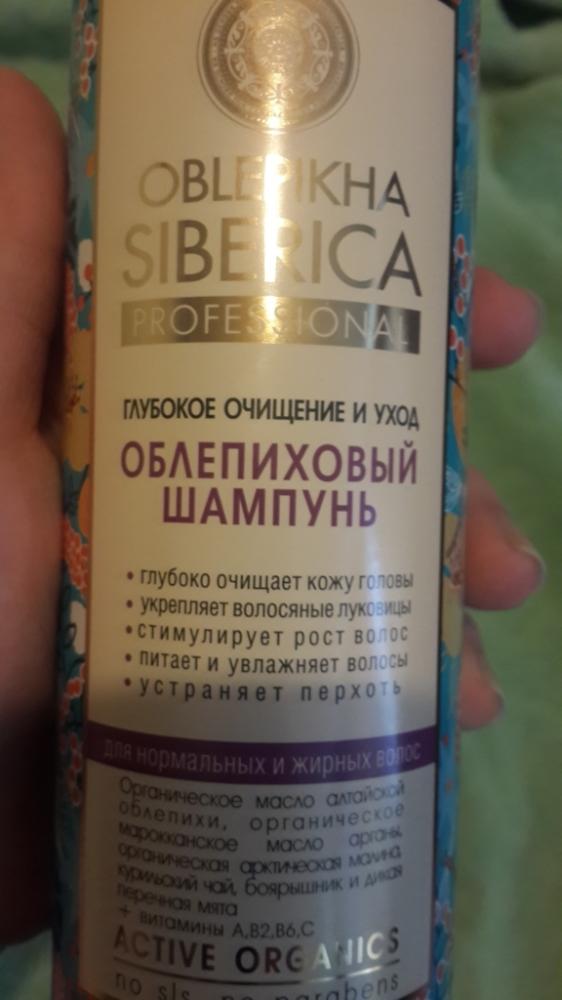 OBLEPIKHA
SIBERICA
PROFESSIONAL
ГЛУБОКОЕ ОЧИЩЕНИЕ И УХОД
ОБЛЕПИХОВЫЙ
ШАМПУНЬ
• глубоко очищает кожу головы
• укрепляет волосяные луковицы
• стимулирует рост волос
• питает и увлажняет волосы
• устраняет перхоть
для нормальных и жирных волос
Органическое масло алтайской
облепихи, органическое
марокканское масло арганы,
органическая арктическая малина,
курильский чай, боярышник и дикая
перечная мята
+ витамины A,B2,B6,C
ACTIVE ORGANICS
no sls, no parabens